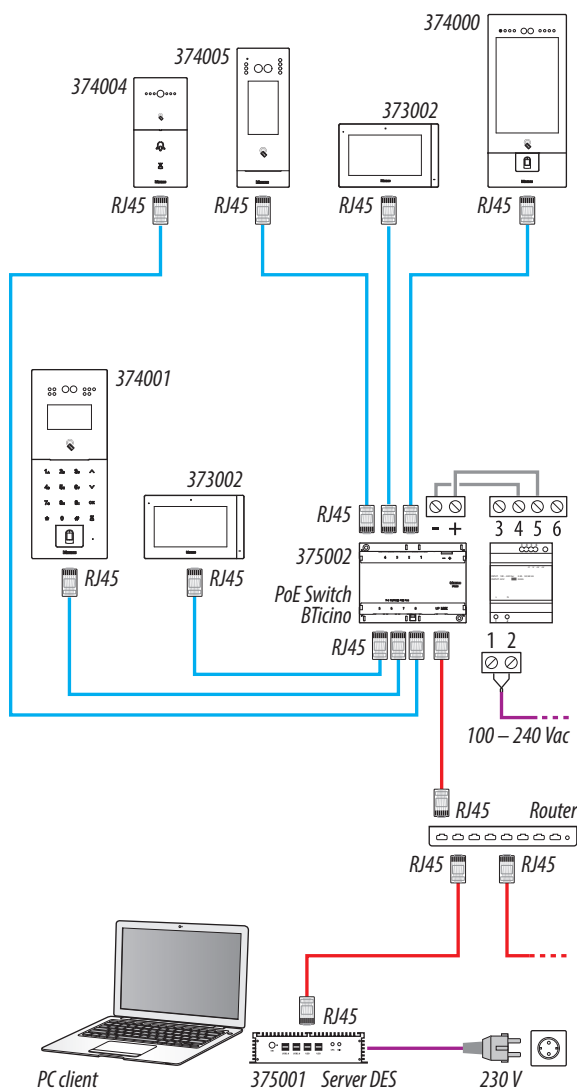 374000
374005
374004
373002
RJ45
RJ45
RJ45
RJ45
374001
373002
RJ45
- +
3 4 5 6
375002
PoE Switch
BTicino
RJ45
RJ45
RJ45
1 2
100 – 240 Vac
RJ45
Router
RJ45
RJ45
RJ45
PC client
375001
Server DES
230 V